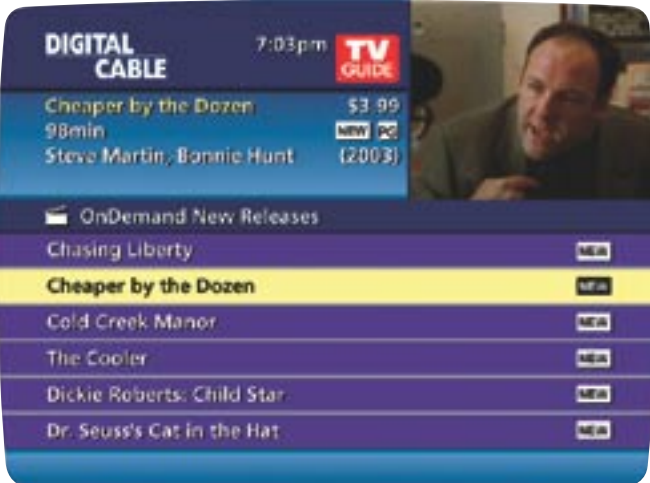 DIGITAL
CABLE
7:03pm
TV
GUIDE
Cheaper by the Dozen $3.99
98min NEW PG
Steve Martin, Bonnie Hunt (2003)
OnDemand New Releases
Chasing Liberty NEW
Cheaper by the Dozen NEW
Cold Creek Manor NEW
The Cooler NEW
Dickie Roberts: Child Star NEW
Dr. Seuss's Cat in the Hat NEW